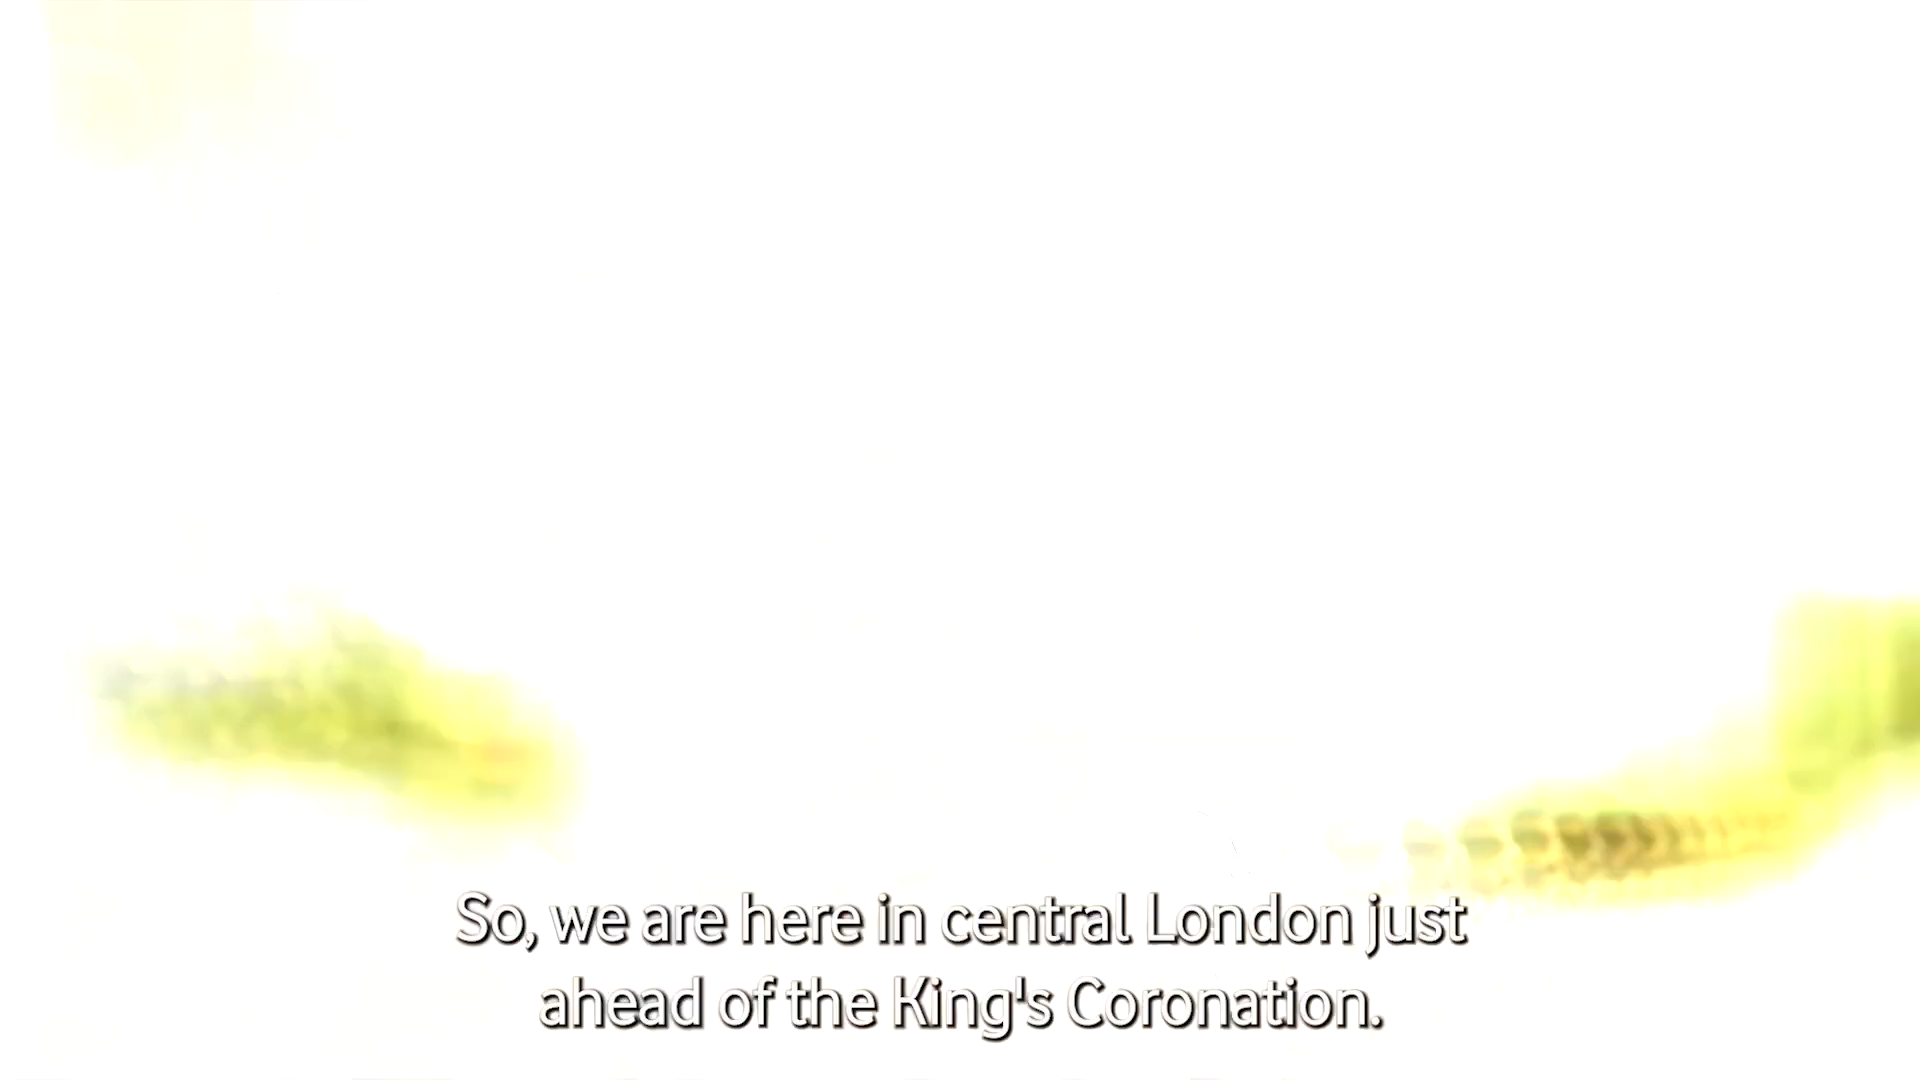 So, we are here in central London just
ahead of the King's Coronation.